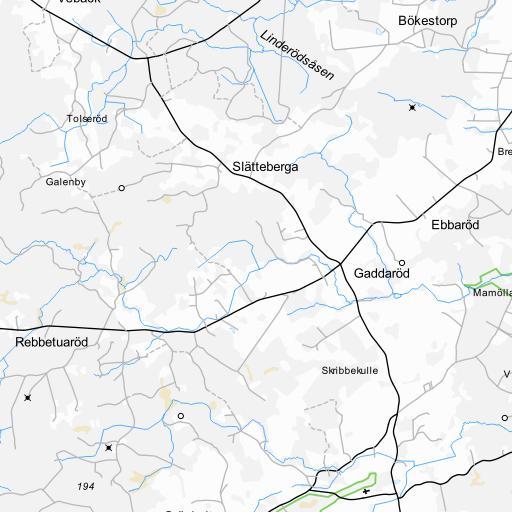 Bökestorp
Linderödsåsen
Tolseröd
Slätteberga
Galenby
Ebbaröd
Gaddaröd
Mamölla
Rebbetuaröd
Skribbekulle
194